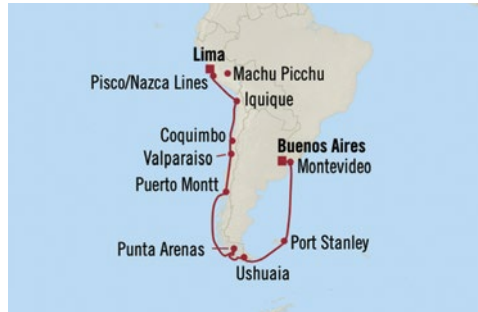 Lima
Machu Picchu
Pisco/Nazca Lines
Iquique
Coquimbo
Buenos Aires
Valparaiso
Montevideo
Puerto Montt
Port Stanley
Punta Arenas
Ushuaia